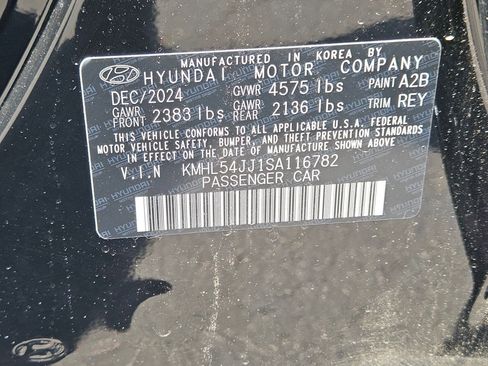 MANUFACTURED IN KOREA BY
HYUNDAI MOTOR COMPANY
DEC/2024 GVWR 4575 lbs PAINT A2B
GAWR FRONT 2383 lbs GAWR REAR 2136 lbs TRIM REY
THIS VEHICLE CONFORMS TO ALL APPLICABLE U.S.A. FEDERAL
MOTOR VEHICLE SAFETY, BUMPER, AND THEFT PREVENTION STANDARDS
IN EFFECT ON THE DATE OF MANUFACTURE SHOWN ABOVE.
V.I.N KMHL54JJ1SA116782
PASSENGER CAR